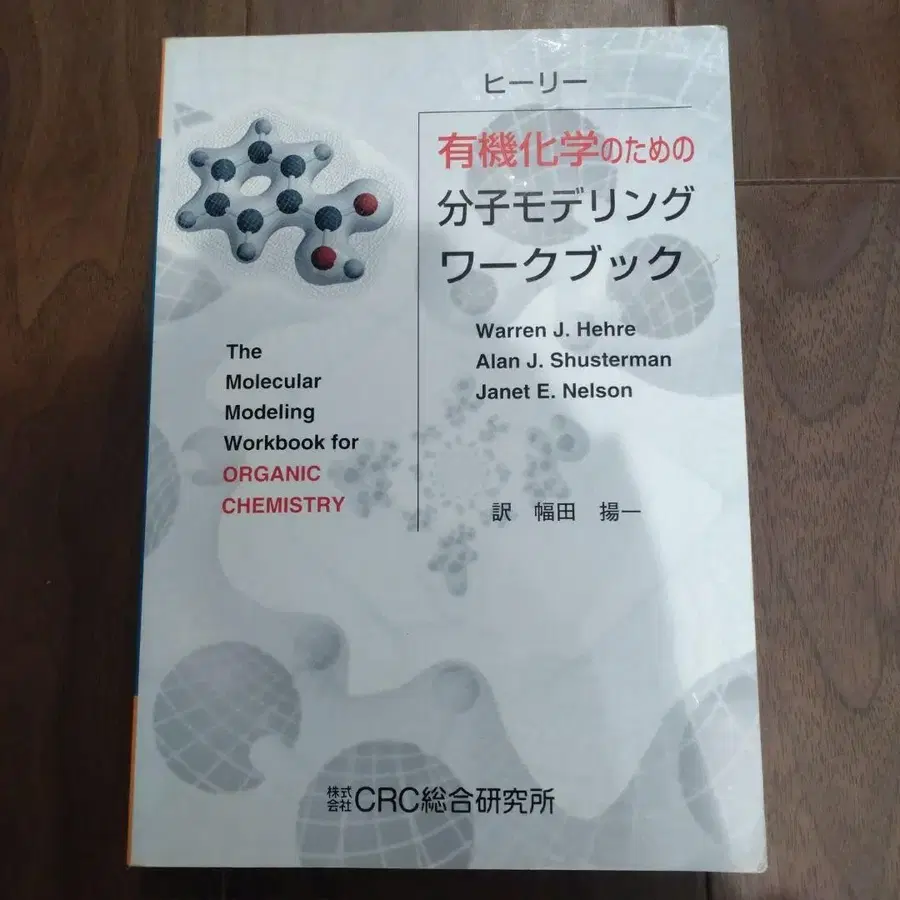 ヒーリー
有機化学のための
分子モデリング
ワークブック
Warren J. Hehre
Alan J. Shusterman
Janet E. Nelson
The
Molecular
Modeling
Workbook for
ORGANIC
CHEMISTRY
訳 幅田 揚一
株式会社CRC総合研究所